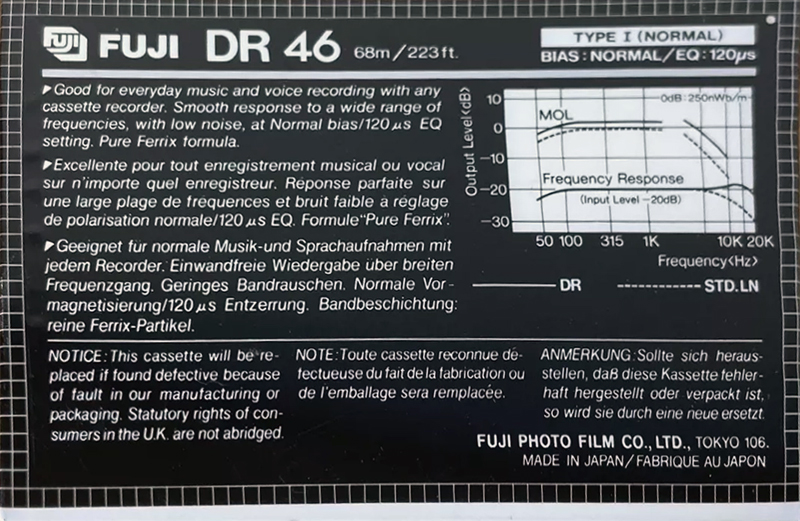 FUJI FUJI DR 46 68m/223ft.
TYPE I (NORMAL)
BIAS: NORMAL/EQ: 120µs
▶Good for everyday music and voice recording with any
cassette recorder. Smooth response to a wide range of
frequencies, with low noise, at Normal bias/120 µs EQ
setting. Pure Ferrix formula.
▶Excellente pour tout enregistrement musical ou vocal
sur n'importe quel enregistreur. Réponse parfaite sur
une large plage de fréquences et bruit faible à réglage
de polarisation normale/120 µs EQ. Formule "Pure Ferrix".
▶Geeignet für normale Musik-und Sprachaufnahmen mit
jedem Recorder. Einwandfreie Wiedergabe über breiten
Frequenzgang. Geringes Bandrauschen. Normale Vor-
magnetisierung/120 µs Entzerrung. Bandbeschichtung:
reine Ferrix-Partikel.
Output Level<dB>
10
0
-10
-20
-30
0dB: 250nWb/m
MOL
Frequency Response
(Input Level -20dB)
50 100 315 1K 10K 20K
Frequency<Hz>
DR STD.LN
NOTICE: This cassette will be re-
placed if found defective because
of fault in our manufacturing or
packaging. Statutory rights of con-
sumers in the U.K. are not abridged.
NOTE: Toute cassette reconnue dé-
fectueuse du fait de la fabrication ou
de l'emballage sera remplacée.
ANMERKUNG: Sollte sich heraus-
stellen, daß diese Kassette fehler-
haft hergestellt oder verpackt ist,
so wird sie durch eine neue ersetzt.
FUJI PHOTO FILM CO., LTD., TOKYO 106.
MADE IN JAPAN/FABRIQUE AU JAPON